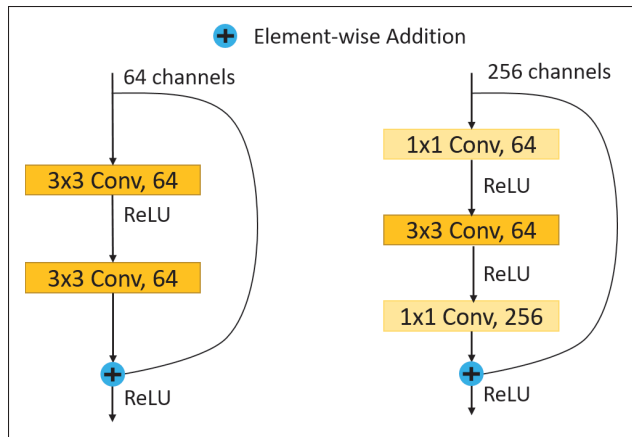 Element-wise Addition
64 channels
3x3 Conv, 64
ReLU
3x3 Conv, 64
ReLU
256 channels
1x1 Conv, 64
ReLU
3x3 Conv, 64
ReLU
1x1 Conv, 256
ReLU